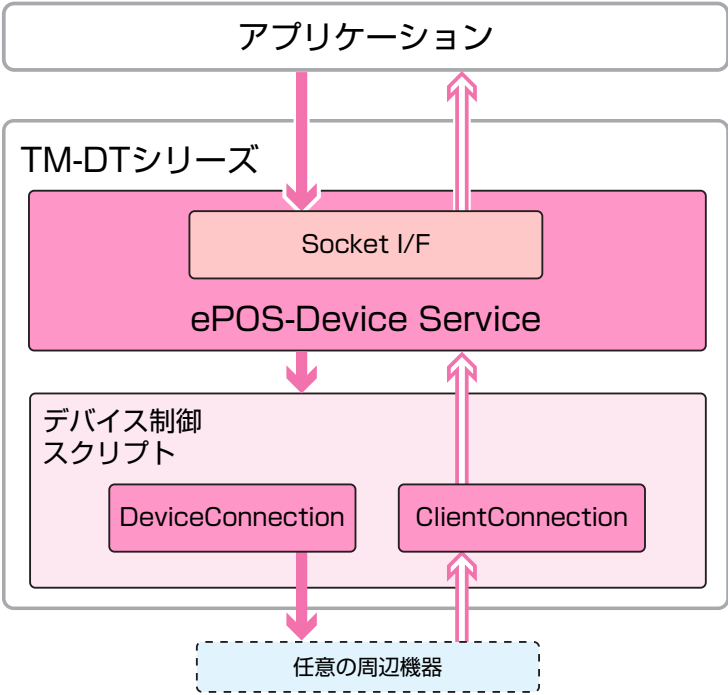 アプリケーション
TM-DTシリーズ
Socket I/F
ePOS-Device Service
デバイス制御
スクリプト
DeviceConnection
ClientConnection
任意の周辺機器